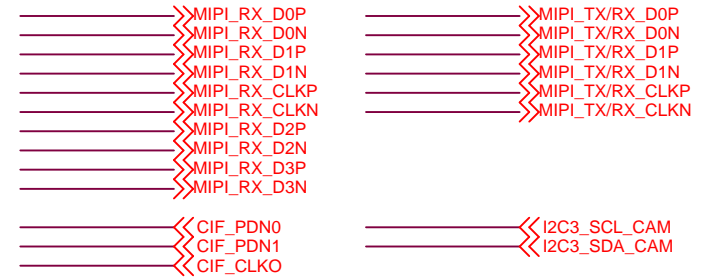 MIPI_RX_D0P
MIPI_RX_D0N
MIPI_RX_D1P
MIPI_RX_D1N
MIPI_RX_CLKP
MIPI_RX_CLKN
MIPI_RX_D2P
MIPI_RX_D2N
MIPI_RX_D3P
MIPI_RX_D3N
MIPI_TX/RX_D0P
MIPI_TX/RX_D0N
MIPI_TX/RX_D1P
MIPI_TX/RX_D1N
MIPI_TX/RX_CLKP
MIPI_TX/RX_CLKN
CIF_PDN0
CIF_PDN1
CIF_CLKO
I2C3_SCL_CAM
I2C3_SDA_CAM